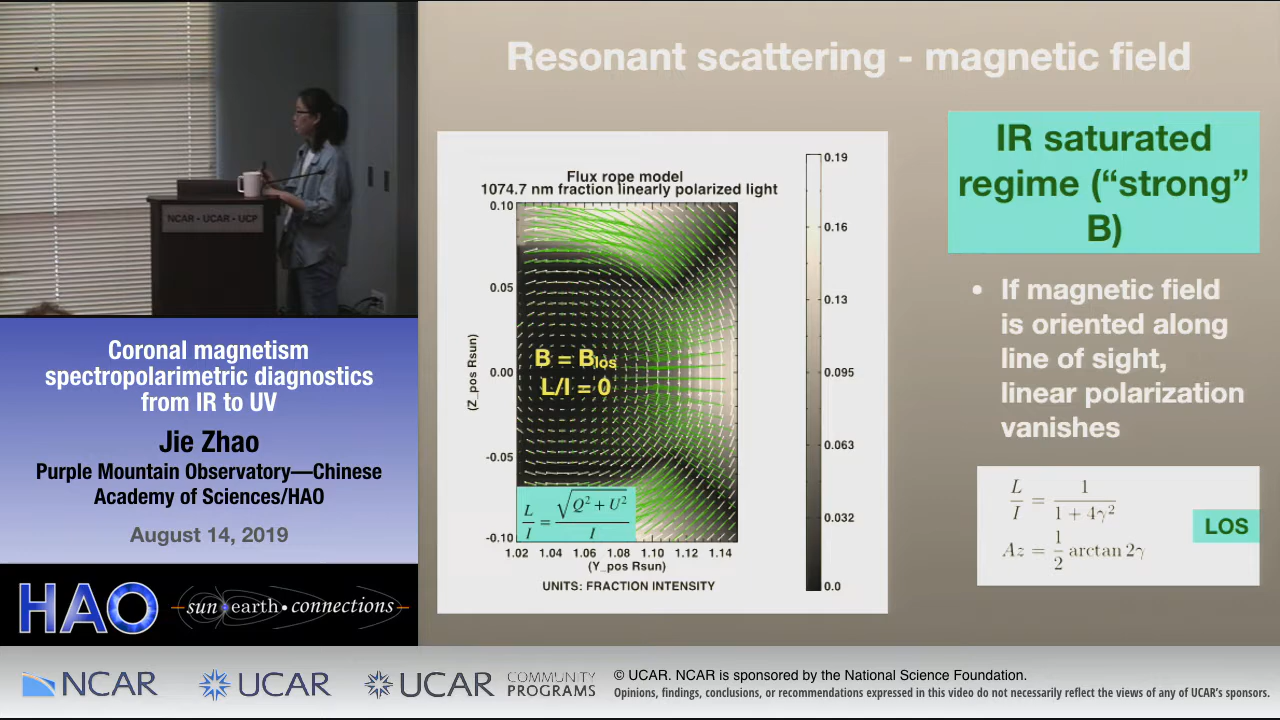 Resonant scattering - magnetic field
NCAR - UCAR - UCP
Coronal magnetism
spectropolarimetric diagnostics
from IR to UV
Jie Zhao
Purple Mountain Observatory—Chinese
Academy of Sciences/HAO
August 14, 2019
HAO
sun • earth • connections
Flux rope model
1074.7 nm fraction linearly polarized light
0.10
0.05
0.00
-0.05
-0.10
(Z_pos Rsun)
B = Blos
L/I = 0
L/I = √(Q² + U²)/I
1.02 1.04 1.06 1.08 1.10 1.12 1.14
(Y_pos Rsun)
UNITS: FRACTION INTENSITY
0.19
0.16
0.13
0.095
0.063
0.032
0.0
IR saturated
regime (“strong”
B)
• If magnetic field
is oriented along
line of sight,
linear polarization
vanishes
L/I = 1/(1 + 4γ²)
Az = 1/2 arctan 2γ
LOS
NCAR
UCAR
UCAR COMMUNITY
PROGRAMS
© UCAR. NCAR is sponsored by the National Science Foundation.
Opinions, findings, conclusions, or recommendations expressed in this video do not necessarily reflect the views of any of UCAR's sponsors.